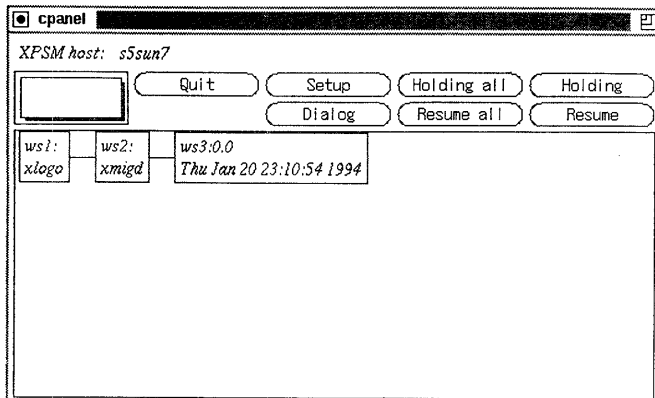 cpanel
XPSM host: s5sun7
Quit Setup Holding all Holding
Dialog Resume all Resume
ws1: ws2: ws3:0.0
xlogo xmigd Thu Jan 20 23:10:54 1994